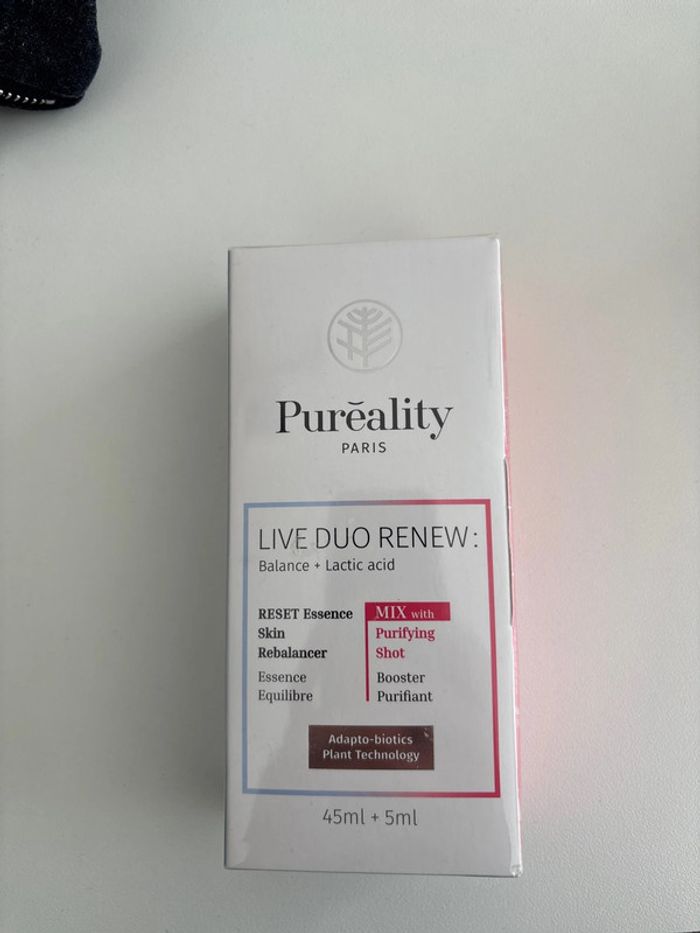 Purĕality
PARIS
LIVE DUO RENEW:
Balance + Lactic acid
RESET Essence
Skin
Rebalancer
Essence
Equilibre
MIX with
Purifying
Shot
Booster
Purifiant
Adapto-biotics
Plant Technology
45ml + 5ml